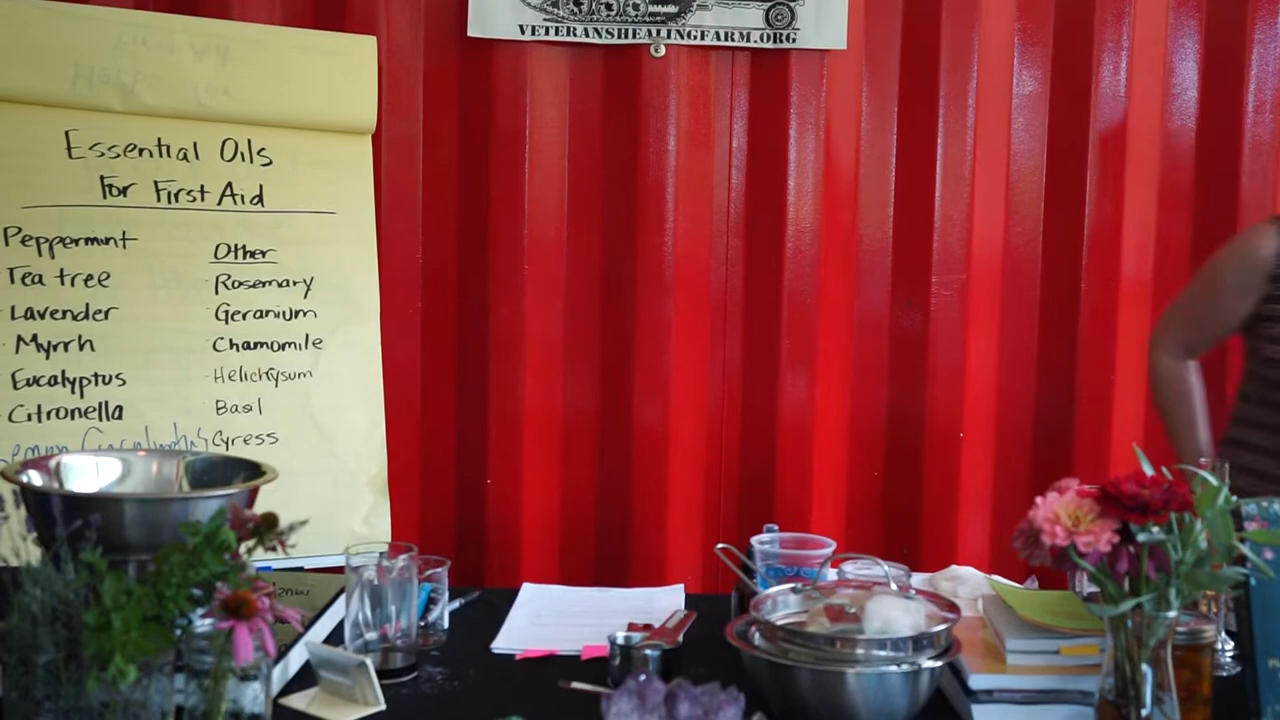 VETERANSHEALINGFARM.ORG
Essential Oils
For First Aid
Peppermint
Tea tree
Lavender
Myrrh
Eucalyptus
Citronella
Other
Rosemary
Geranium
Chamomile
Helichrysum
Basil
Cyress